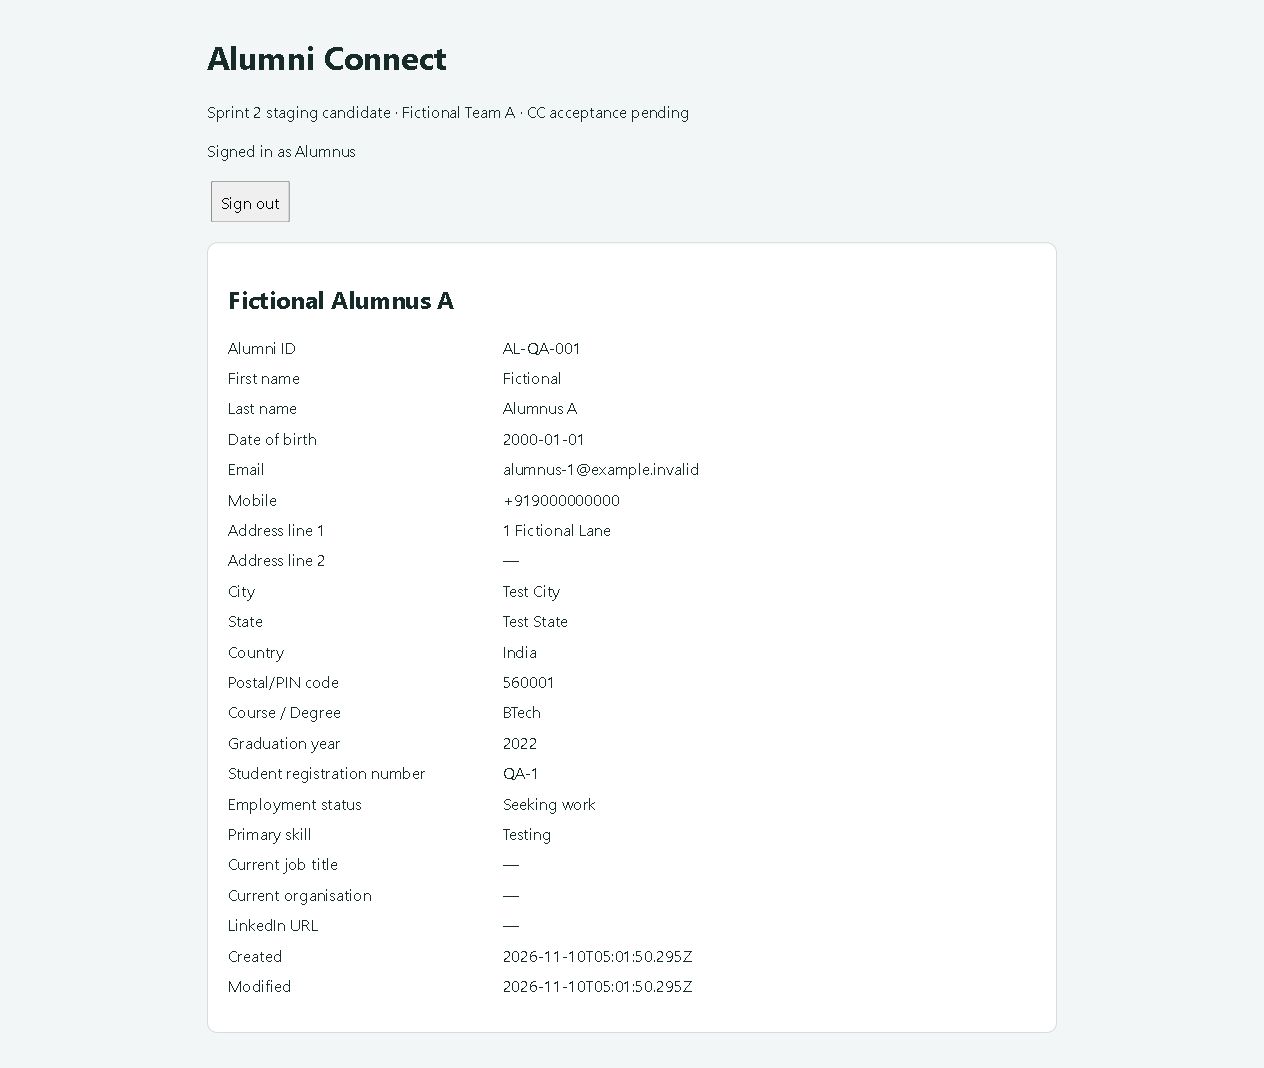 Alumni Connect
Sprint 2 staging candidate · Fictional Team A · CC acceptance pending
Signed in as Alumnus
Sign out
Fictional Alumnus A
Alumni ID AL-QA-001
First name Fictional
Last name Alumnus A
Date of birth 2000-01-01
Email alumnus-1@example.invalid
Mobile +919000000000
Address line 1 1 Fictional Lane
Address line 2 —
City Test City
State Test State
Country India
Postal/PIN code 560001
Course / Degree BTech
Graduation year 2022
Student registration number QA-1
Employment status Seeking work
Primary skill Testing
Current job title —
Current organisation —
LinkedIn URL —
Created 2026-11-10T05:01:50.295Z
Modified 2026-11-10T05:01:50.295Z